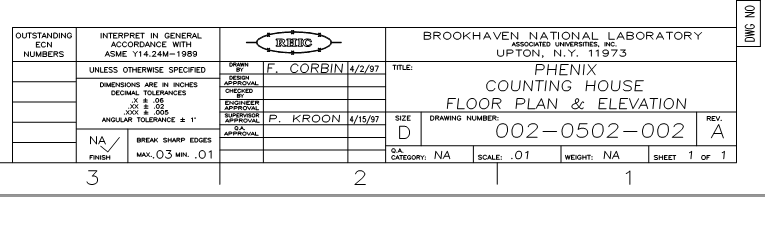 OUTSTANDING
ECN
NUMBERS
INTERPRET IN GENERAL
ACCORDANCE WITH
ASME Y14.24M-1989
UNLESS OTHERWISE SPECIFIED
DIMENSIONS ARE IN INCHES
DECIMAL TOLERANCES
.X ± .06
.XX ± .02
.XXX ± .005
ANGULAR TOLERANCE ± 1°
NA
FINISH
BREAK SHARP EDGES
MAX. .03 MIN. .01
RHIC
DRAWN
BY
F. CORBIN 4/2/97
DESIGN
APPROVAL
CHECKED
BY
ENGINEER
APPROVAL
SUPERVISOR
APPROVAL
P. KROON 4/15/97
Q.A.
APPROVAL
BROOKHAVEN NATIONAL LABORATORY
ASSOCIATED UNIVERSITIES, INC.
UPTON, N.Y. 11973
TITLE:
PHENIX
COUNTING HOUSE
FLOOR PLAN & ELEVATION
SIZE
D
DRAWING NUMBER:
002-0502-002
REV.
A
Q.A.
CATEGORY: NA
SCALE: .01
WEIGHT: NA
SHEET 1 OF 1
DWG NO
3 2 1